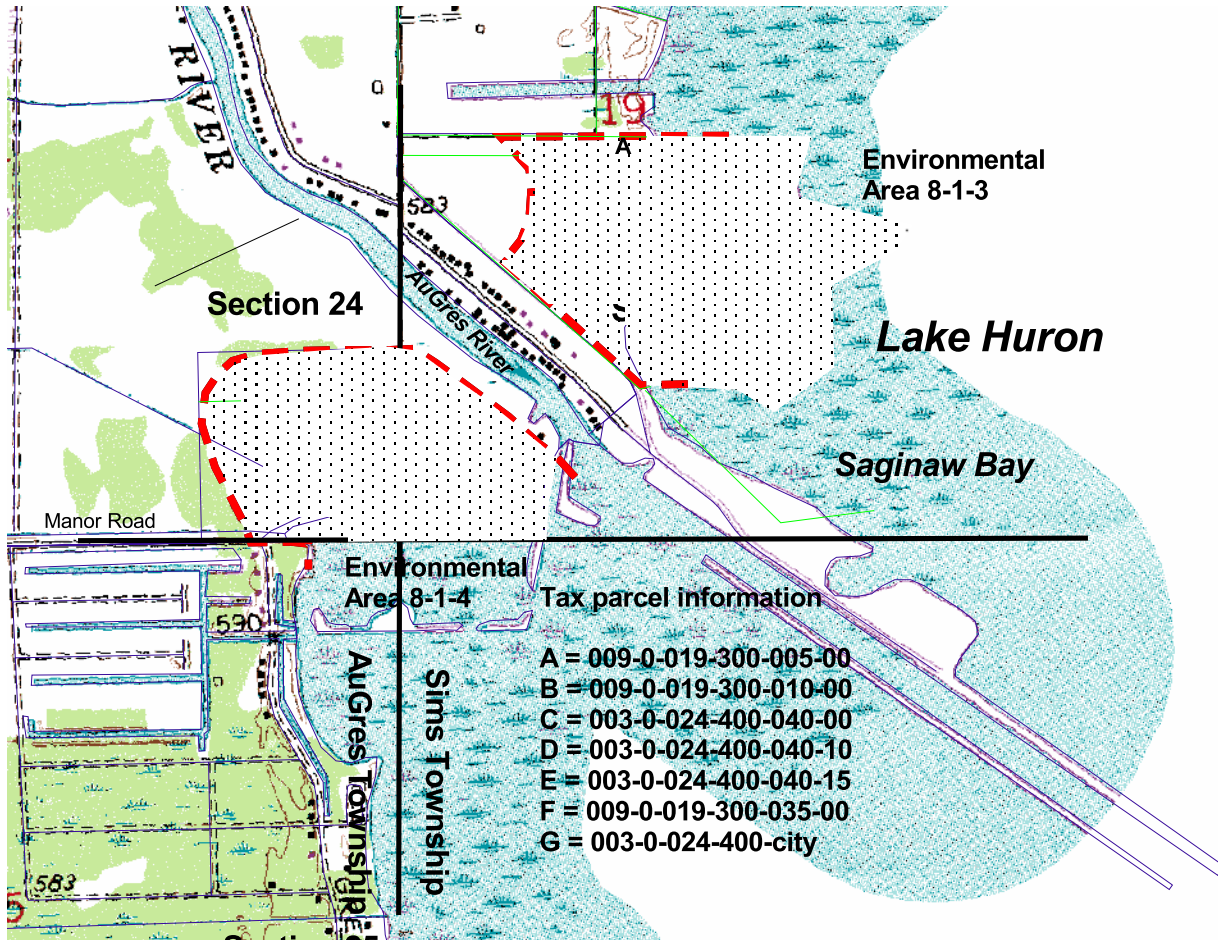 RIVER
19
A
Environmental
Area 8-1-3
583
Section 24
AuGres River
Lake Huron
Saginaw Bay
Manor Road
Environmental
Area 8-1-4
Tax parcel information
590
A = 009-0-019-300-005-00
B = 009-0-019-300-010-00
C = 003-0-024-400-040-00
D = 003-0-024-400-040-10
E = 003-0-024-400-040-15
F = 009-0-019-300-035-00
G = 003-0-024-400-city
AuGres Township
Sims Township
583